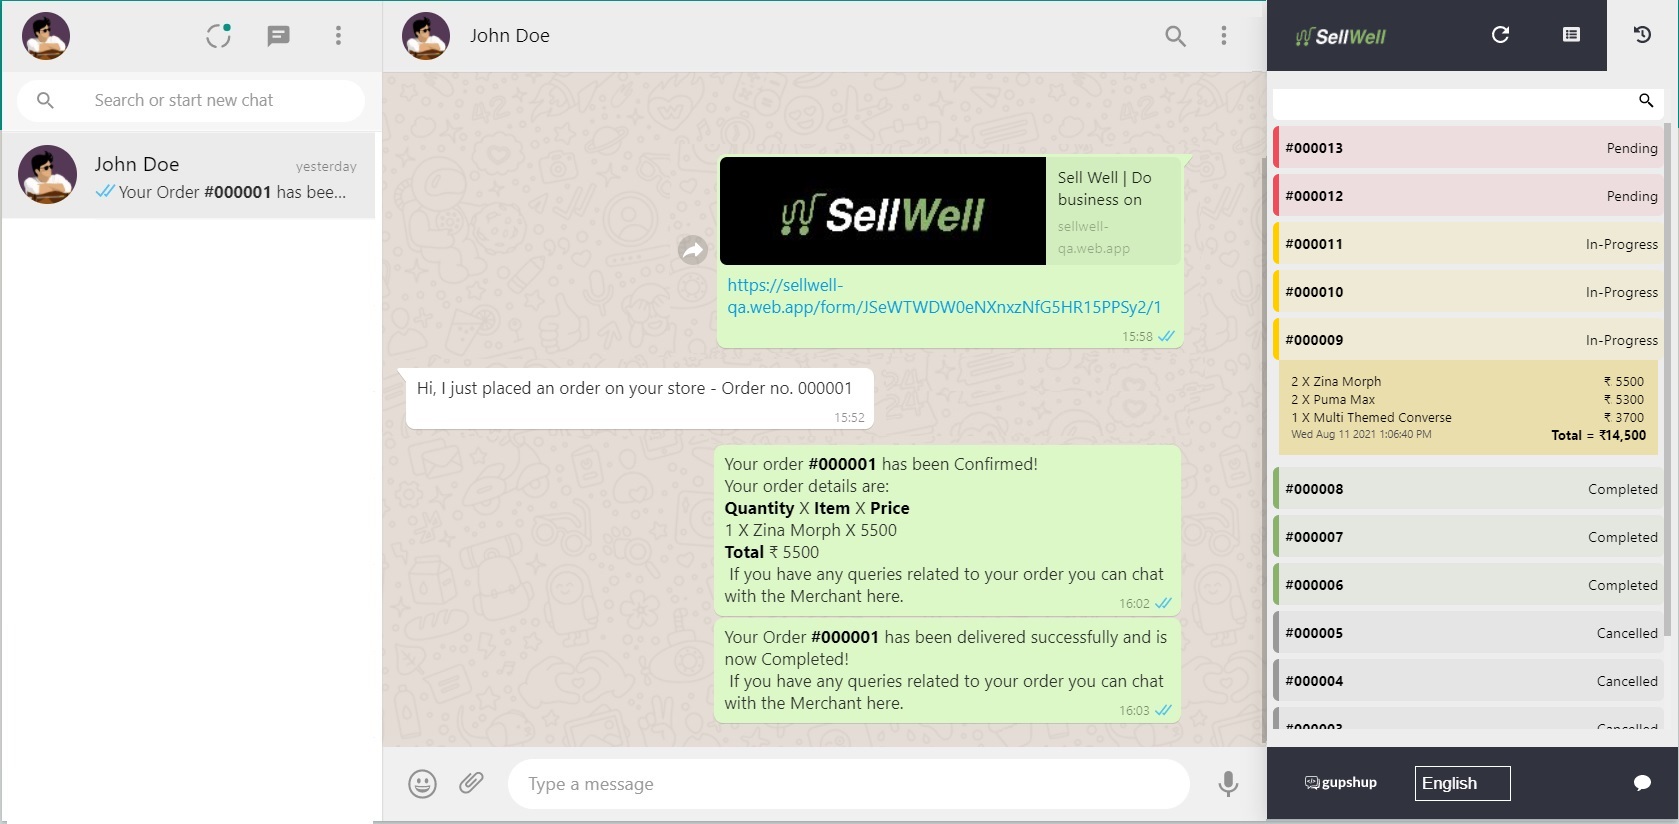 Search or start new chat
John Doe
yesterday
Your Order #000001 has bee...
John Doe
SellWell
Sell Well | Do
business on
sellwell-
qa.web.app
https://sellwell-
qa.web.app/form/JSeWTWDW0eNXnxzNfG5HR15PPSy2/1
15:58
Hi, I just placed an order on your store - Order no. 000001
15:52
Your order #000001 has been Confirmed!
Your order details are:
Quantity X Item X Price
1 X Zina Morph X 5500
Total ₹ 5500
If you have any queries related to your order you can chat
with the Merchant here.
16:02
Your Order #000001 has been delivered successfully and is
now Completed!
If you have any queries related to your order you can chat
with the Merchant here.
16:03
Type a message
SellWell
#000013 Pending
#000012 Pending
#000011 In-Progress
#000010 In-Progress
#000009 In-Progress
2 X Zina Morph ₹ 5500
2 X Puma Max ₹ 5300
1 X Multi Themed Converse ₹ 3700
Wed Aug 11 2021 1:06:40 PM Total = ₹14,500
#000008 Completed
#000007 Completed
#000006 Completed
#000005 Cancelled
#000004 Cancelled
#000003 Cancelled
gupshup
English